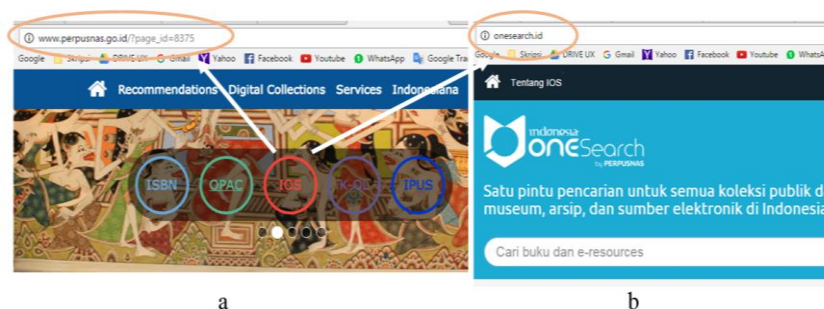 www.perpusnas.go.id/?page_id=8375
Google Skripsi DRIVE UX Gmail Yahoo Facebook Youtube WhatsApp Google Tra
Recommendations Digital Collections Services Indonesiana
ISBN OPAC IOS IPUS
a
onesearch.id
Google Skripsi DRIVE UX Gmail Yahoo Facebook Youtube WhatsA
Tentang IOS
indonesia
oneSearch
by PERPUSNAS
Satu pintu pencarian untuk semua koleksi publik d
museum, arsip, dan sumber elektronik di Indonesia
Cari buku dan e-resources
b